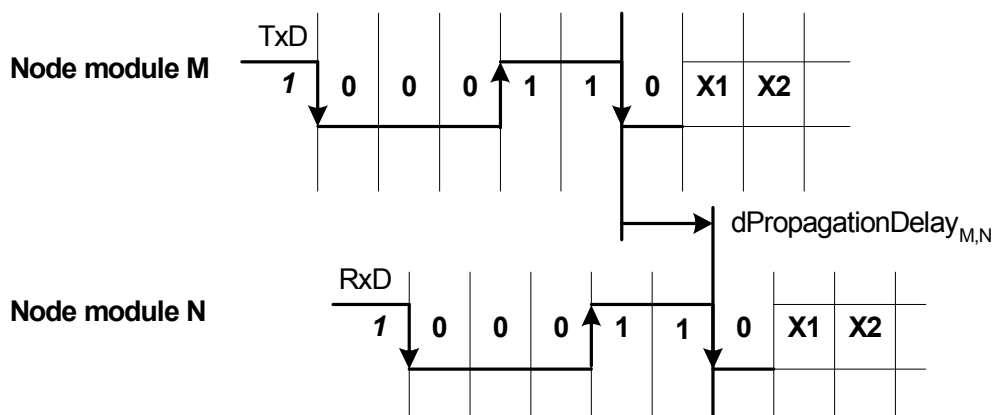 TxD
Node module M
1 0 0 0 1 1 0 X1 X2
dPropagationDelayM,N
RxD
Node module N
1 0 0 0 1 1 0 X1 X2